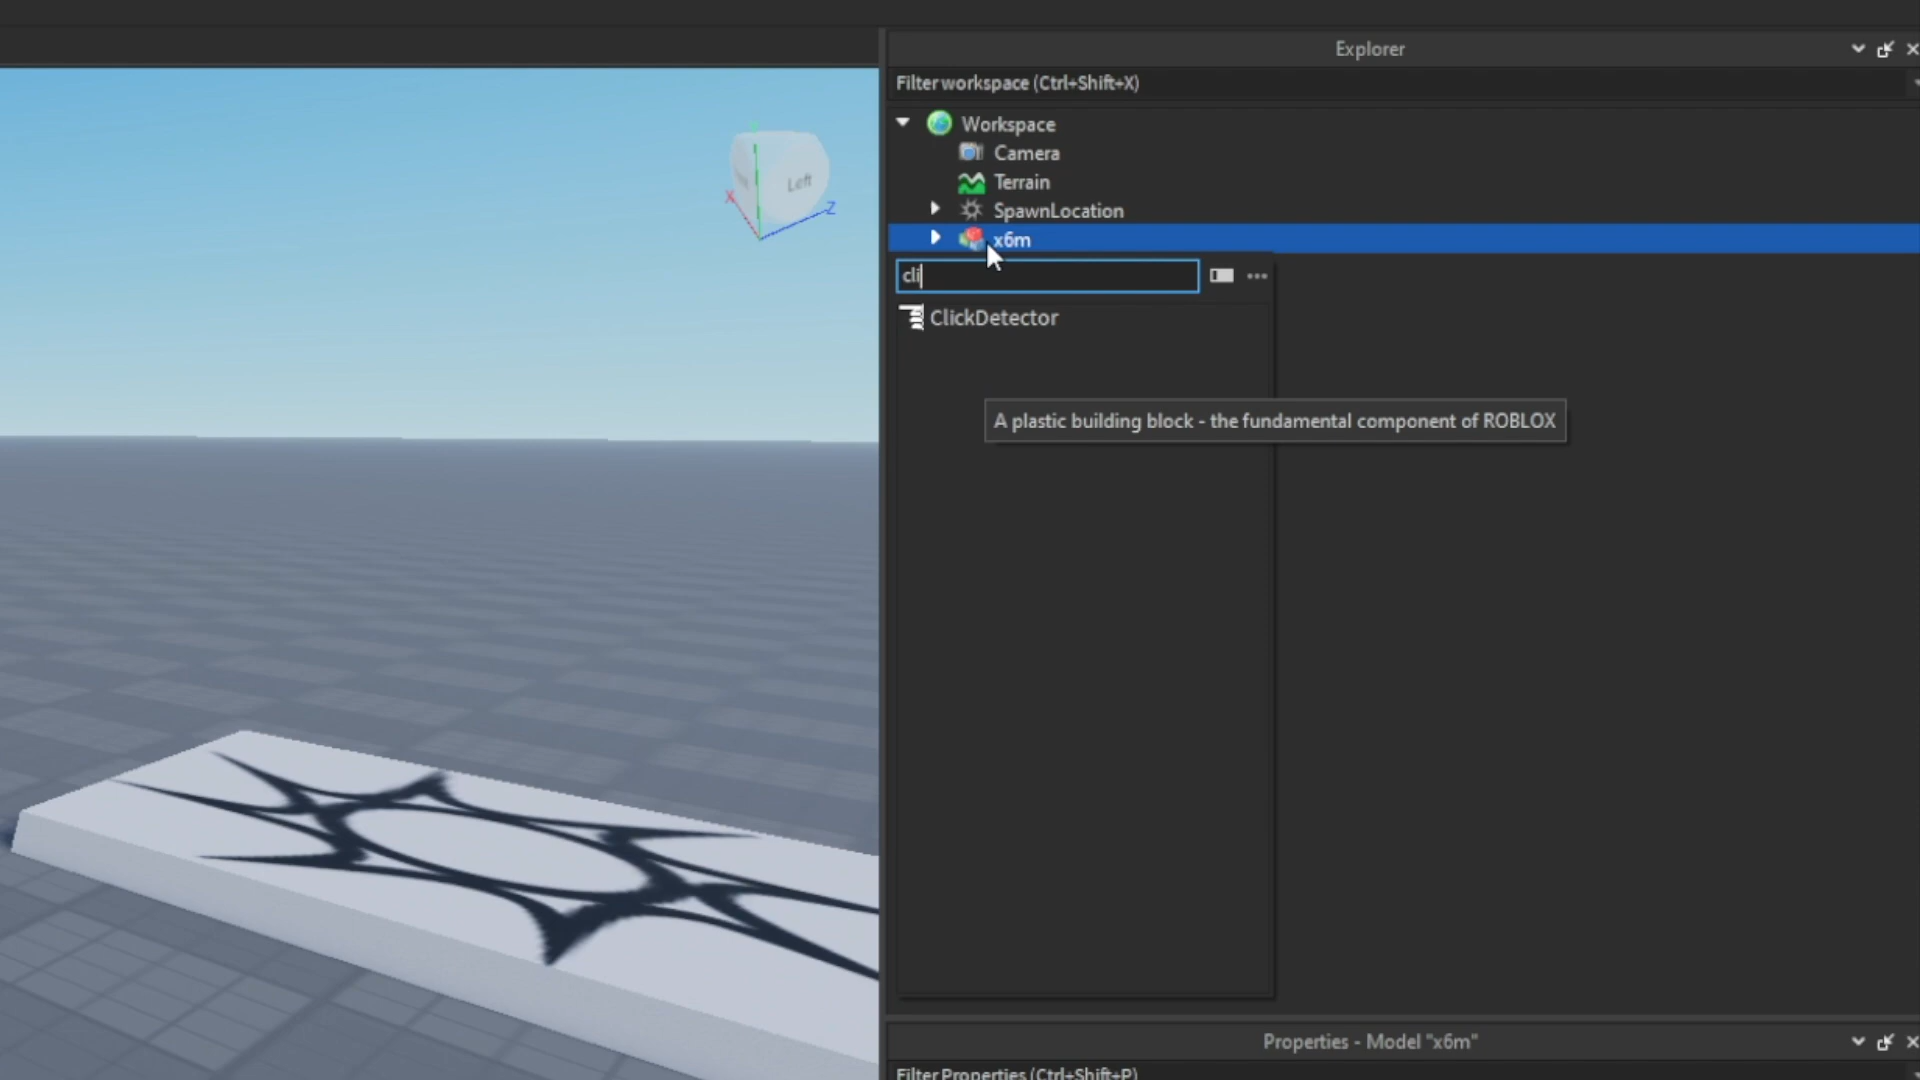 Explorer
Filter workspace (Ctrl+Shift+X)
Workspace
Camera
Terrain
SpawnLocation
x6m
cli
ClickDetector
A plastic building block - the fundamental component of ROBLOX
Left
X
Z
Properties - Model "x6m"
Filter Properties (Ctrl+Shift+P)